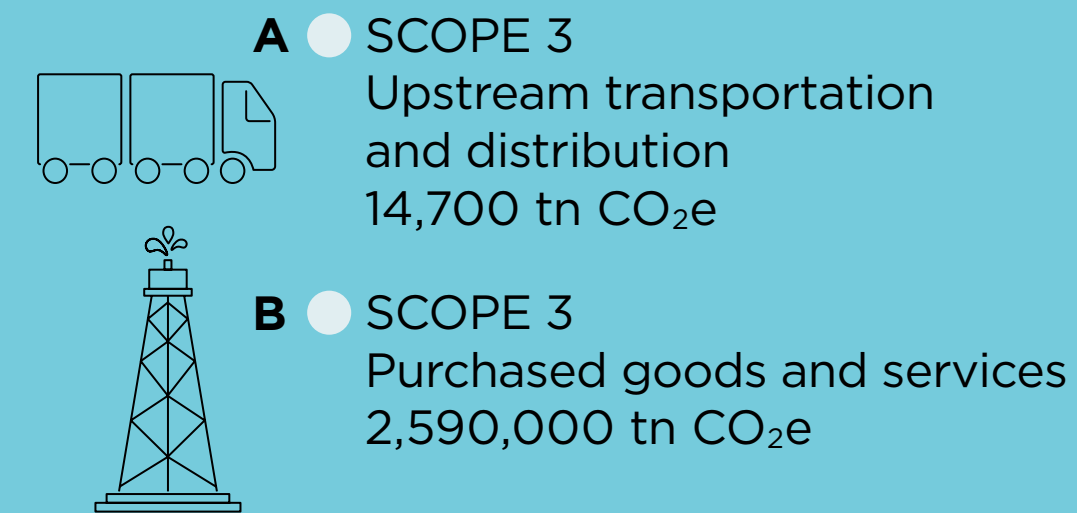 A SCOPE 3
Upstream transportation
and distribution
14,700 tn CO₂e
B SCOPE 3
Purchased goods and services
2,590,000 tn CO₂e